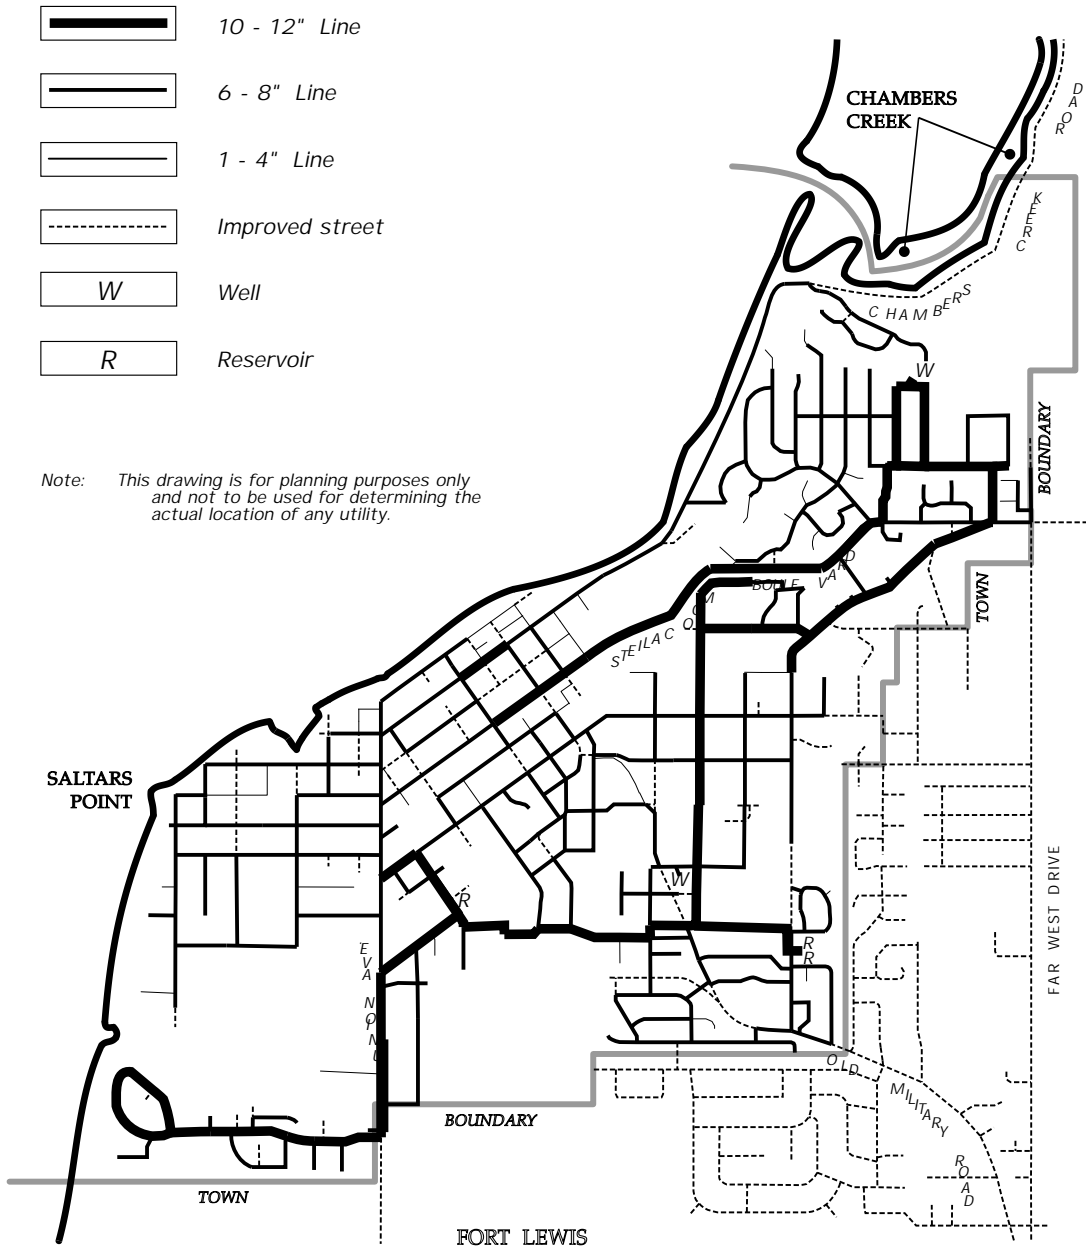 10 - 12" Line
6 - 8" Line
1 - 4" Line
Improved street
W Well
R Reservoir
Note: This drawing is for planning purposes only
and not to be used for determining the
actual location of any utility.
CHAMBERS
CREEK
CHAMBERS
CREEK
ROAD
W
BOUNDARY
TOWN
STEILACOOM BOULEVARD
SALTARS
POINT
W
R
R
R
UNION AVE
FAR WEST DRIVE
OLD MILITARY ROAD
BOUNDARY
TOWN
FORT LEWIS